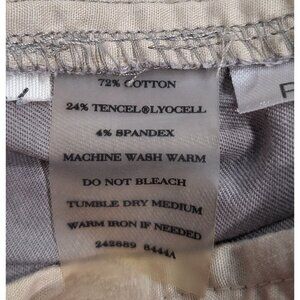 72% COTTON
24% TENCEL®LYOCELL
4% SPANDEX
MACHINE WASH WARM
DO NOT BLEACH
TUMBLE DRY MEDIUM
WARM IRON IF NEEDED
242689 8444A